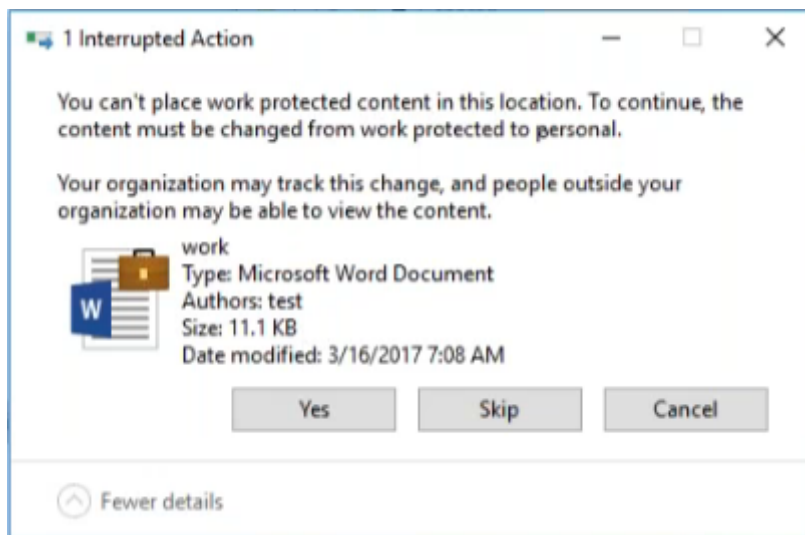 1 Interrupted Action
You can't place work protected content in this location. To continue, the
content must be changed from work protected to personal.
Your organization may track this change, and people outside your
organization may be able to view the content.
work
Type: Microsoft Word Document
Authors: test
Size: 11.1 KB
Date modified: 3/16/2017 7:08 AM
W
Yes
Skip
Cancel
Fewer details